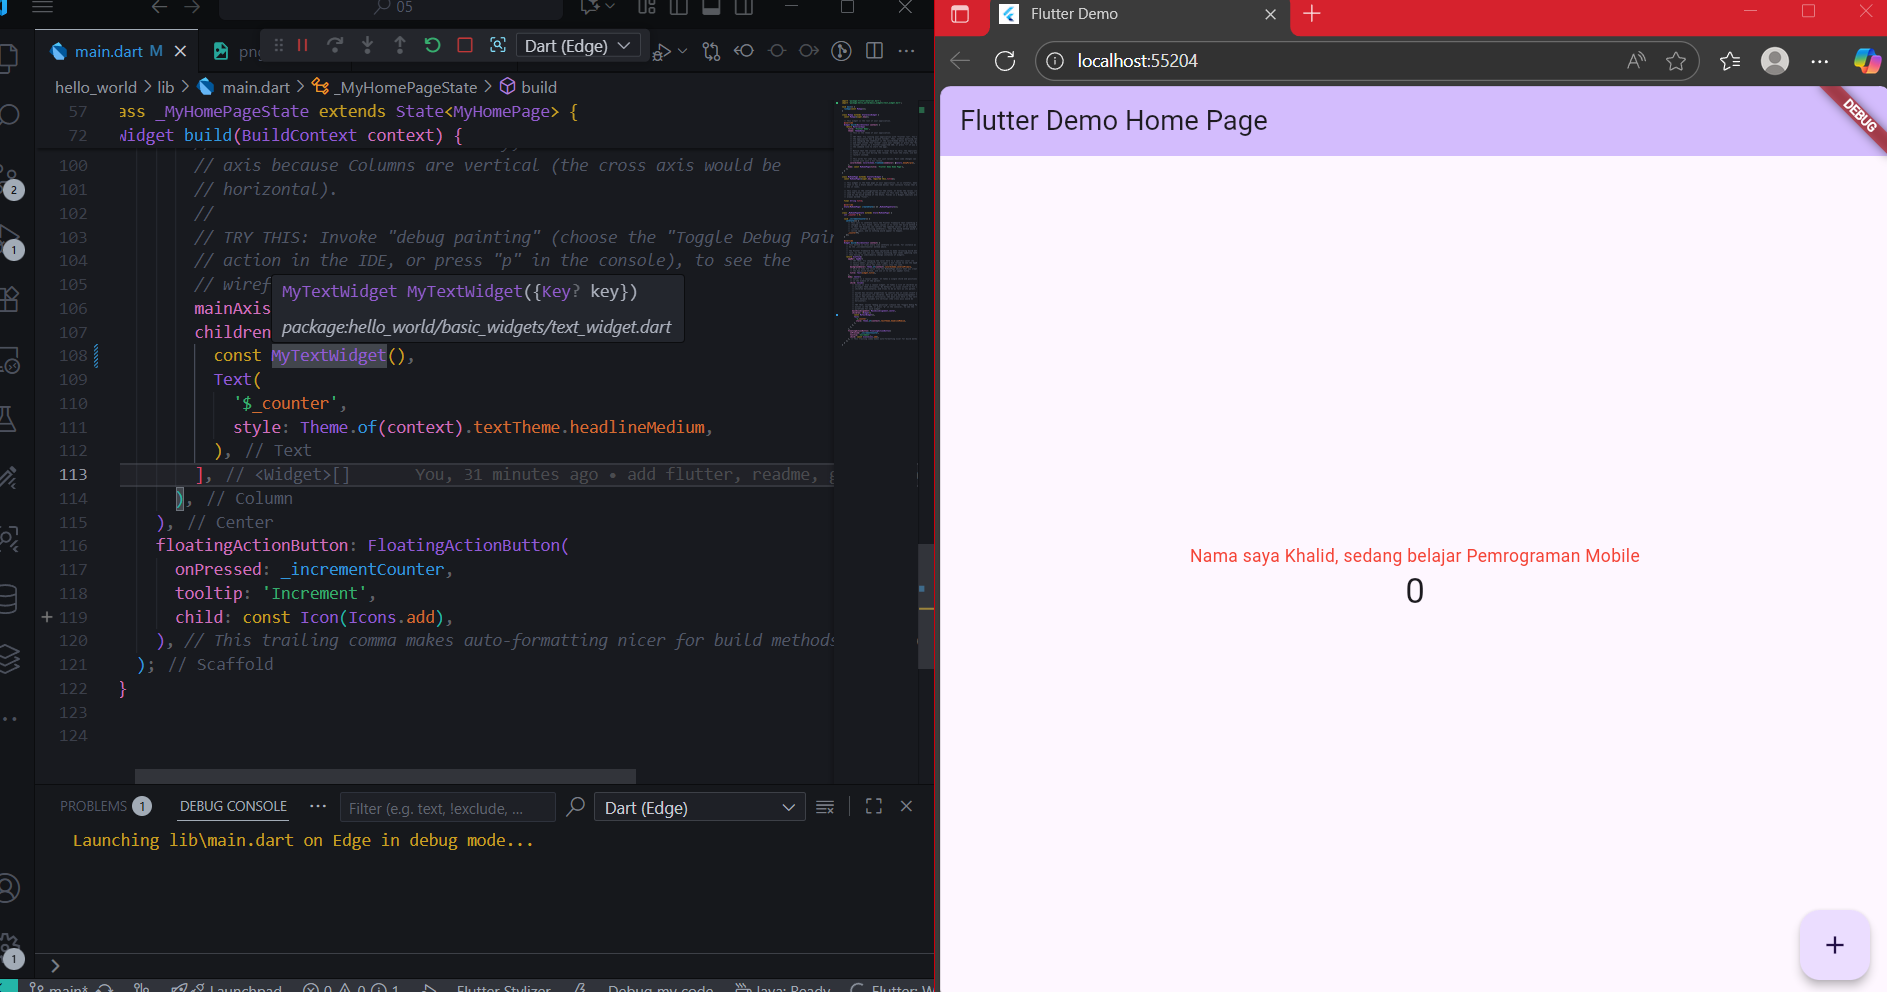 05
main.dart M
Dart (Edge)
hello_world > lib > main.dart > _MyHomePageState > build
57 ass _MyHomePageState extends State<MyHomePage> {
72 Widget build(BuildContext context) {
100 // axis because Columns are vertical (the cross axis would be
101 // horizontal).
102 //
103 // TRY THIS: Invoke "debug painting" (choose the "Toggle Debug Pain
104 // action in the IDE, or press "p" in the console), to see the
105 // wiref
MyTextWidget MyTextWidget({Key? key})
package:hello_world/basic_widgets/text_widget.dart
106 mainAxis
107 children
108 const MyTextWidget(),
109 Text(
110 '$_counter',
111 style: Theme.of(context).textTheme.headlineMedium,
112 ), // Text
113 ], // <Widget>[] You, 31 minutes ago • add flutter, readme, g
114 ), // Column
115 ), // Center
116 floatingActionButton: FloatingActionButton(
117 onPressed: _incrementCounter,
118 tooltip: 'Increment',
119 child: const Icon(Icons.add),
120 ), // This trailing comma makes auto-formatting nicer for build methods
121 ); // Scaffold
122 }
123
124
2
1
1
PROBLEMS 1 DEBUG CONSOLE Filter (e.g. text, !exclude, ... Dart (Edge)
Launching lib\main.dart on Edge in debug mode...
main* Launchpad 0 0 1 Flutter Stylizer Debug my code Java: Ready Flutter: W
Flutter Demo
localhost:55204
Flutter Demo Home Page
DEBUG
Nama saya Khalid, sedang belajar Pemrograman Mobile
0
+